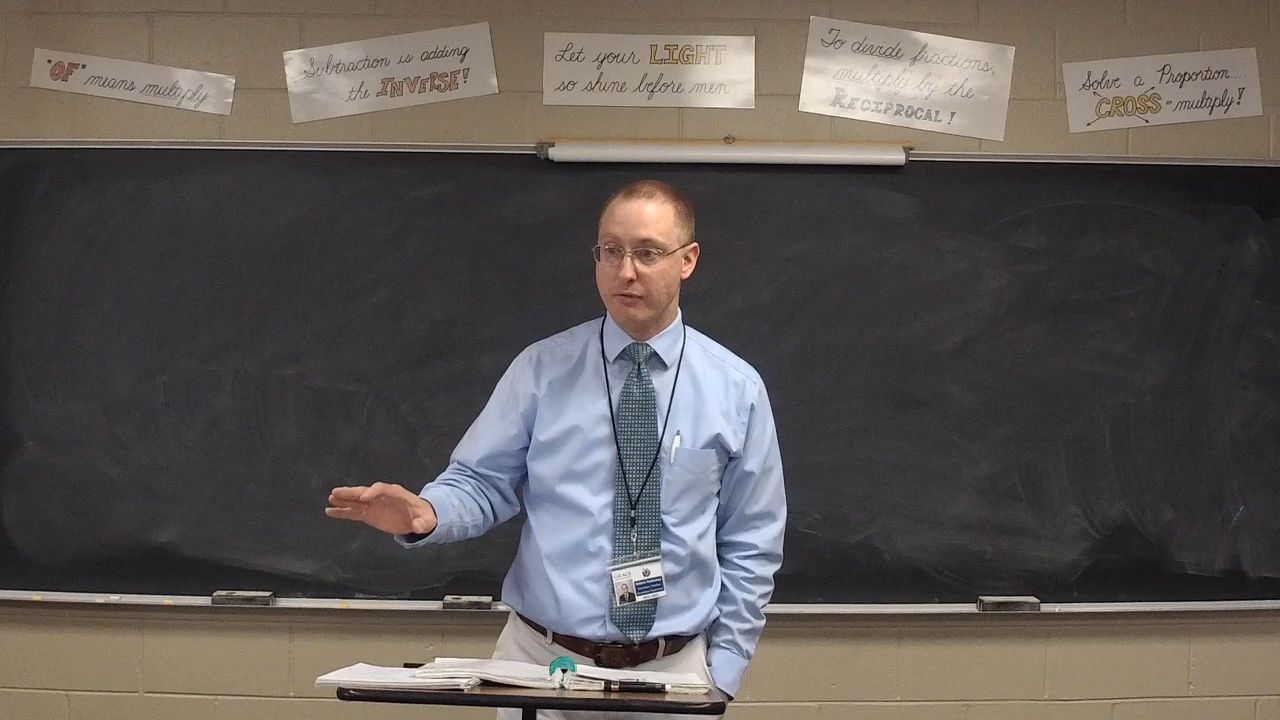 "OF" means multiply
Subtraction is adding
the INVERSE!
Let your LIGHT
so shine before men
To divide fractions,
multiply by the
RECIPROCAL!
Solve a Proportion...
CROSS-multiply!
GRACE